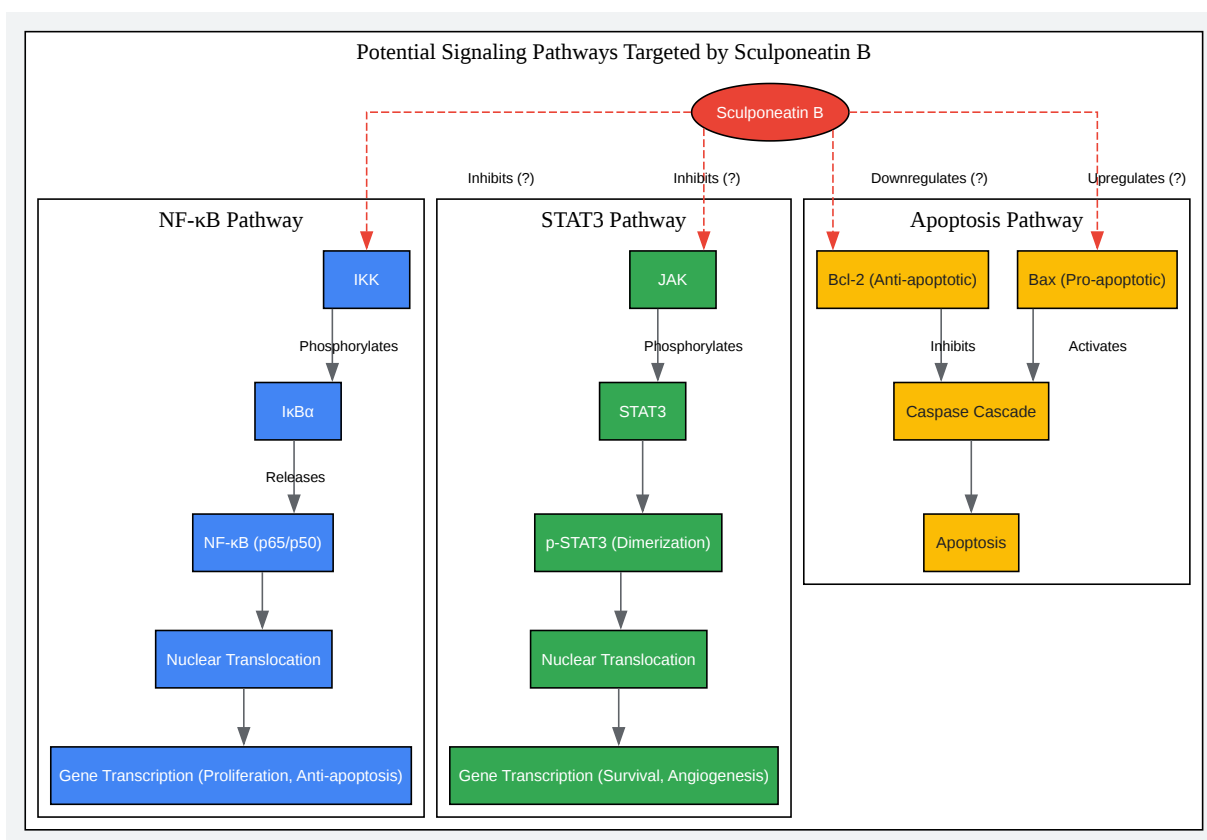 Potential Signaling Pathways Targeted by Sculponeatin B
Sculponeatin B
Inhibits (?)
Inhibits (?)
Downregulates (?)
Upregulates (?)
NF-κB Pathway
STAT3 Pathway
Apoptosis Pathway
IKK
JAK
Bcl-2 (Anti-apoptotic)
Bax (Pro-apoptotic)
Phosphorylates
Phosphorylates
Inhibits
Activates
IκBα
STAT3
Caspase Cascade
Releases
NF-κB (p65/p50)
p-STAT3 (Dimerization)
Apoptosis
Nuclear Translocation
Nuclear Translocation
Gene Transcription (Proliferation, Anti-apoptosis)
Gene Transcription (Survival, Angiogenesis)